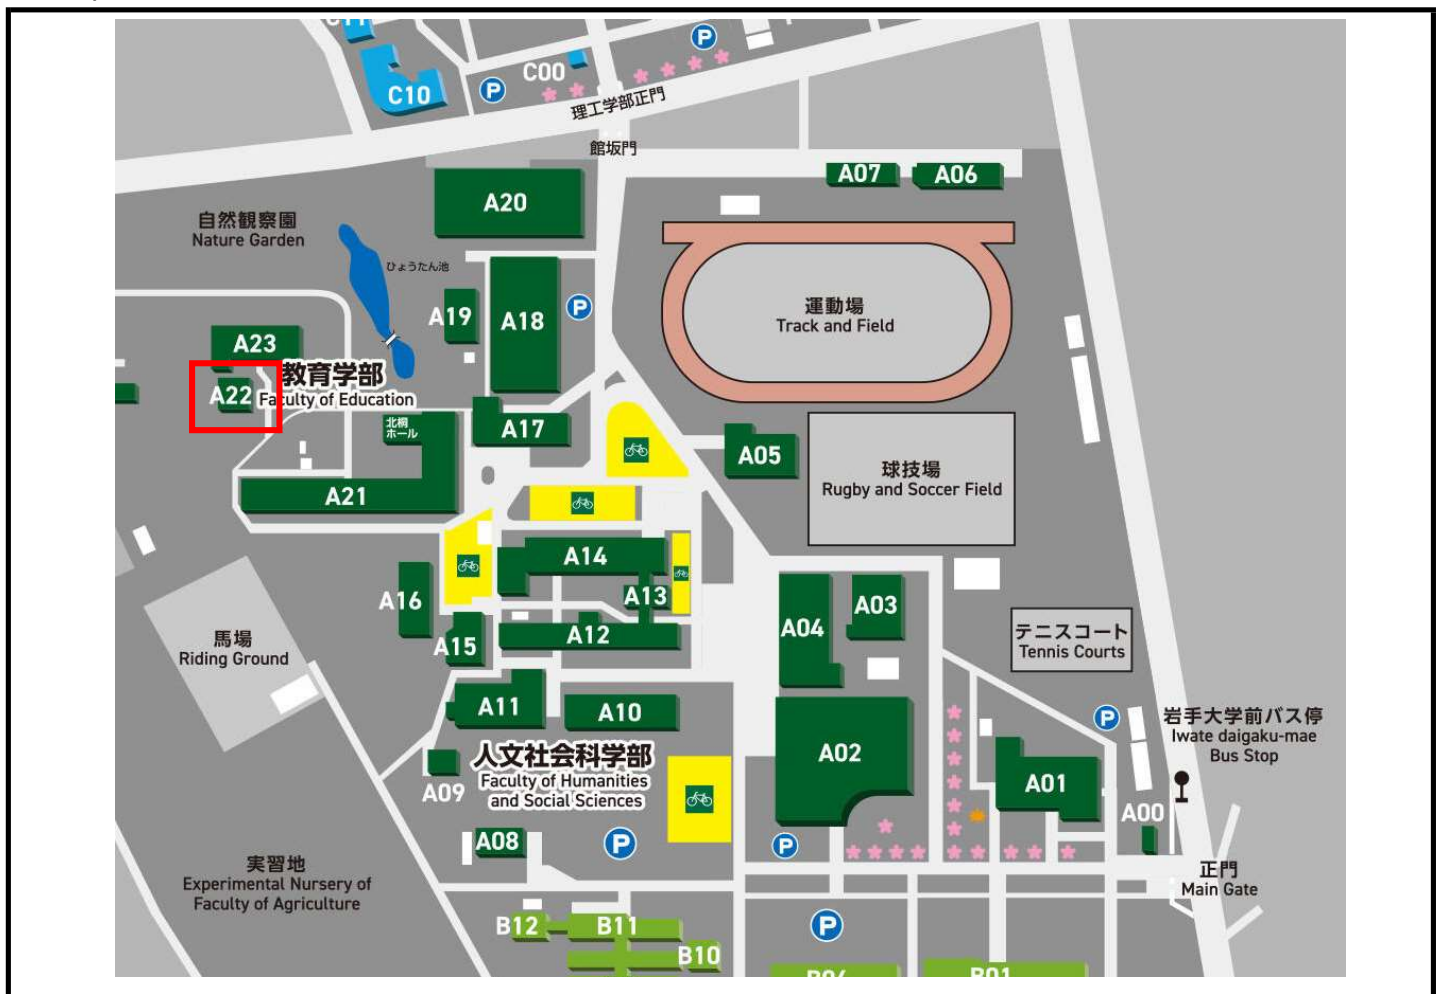 C10
C00
P
P
理工学部正門
館坂門
A07
A06
A20
自然観察園
Nature Garden
ひょうたん池
運動場
Track and Field
A19
A18
P
A23
教育学部
Faculty of Education
A22
北桐
ホール
A17
A05
球技場
Rugby and Soccer Field
A21
A14
A13
A16
A15
A12
A04
A03
テニスコート
Tennis Courts
馬場
Riding Ground
A11
A10
人文社会科学部
Faculty of Humanities
and Social Sciences
A09
A02
A01
P
岩手大学前バス停
Iwate daigaku-mae
Bus Stop
A00
A08
P
P
実習地
Experimental Nursery of
Faculty of Agriculture
正門
Main Gate
B12
B11
B10
P
B01